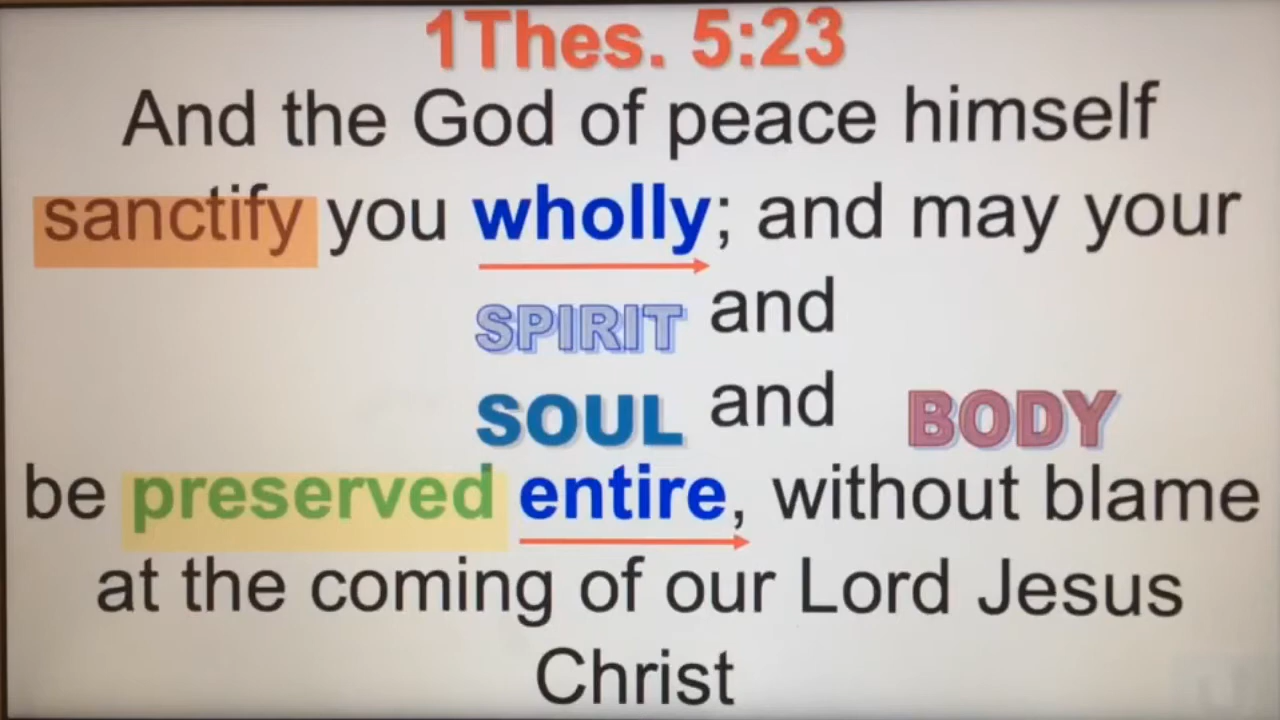 1Thes. 5:23
And the God of peace himself
sanctify you wholly; and may your
SPIRIT and
SOUL and BODY
be preserved entire, without blame
at the coming of our Lord Jesus
Christ